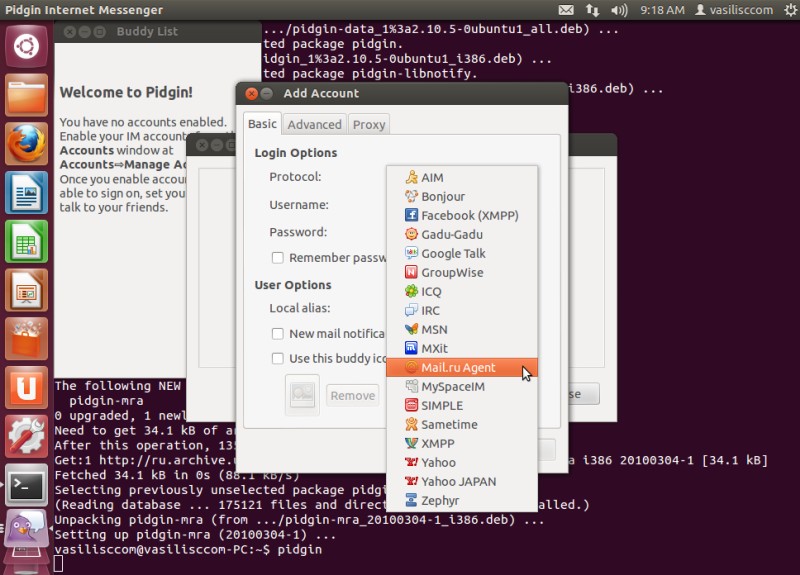 Pidgin Internet Messenger
9:18 AM
vasilisccom
Buddy List
Welcome to Pidgin!
You have no accounts enabled.
Enable your IM accounts
Accounts window at
Accounts⇨Manage
Once you enable
able to sign on, set your
talk to your friends.
.../pidgin-data_1%3a2.10.5-0ubuntu1_all.deb) ...
ted package pidgin.
idgin_1%3a2.10.5-0ubuntu1_i386.deb) ...
ted package pidgin-libnotify.
i386.deb) ...
Add Account
Basic
Advanced
Proxy
Login Options
Protocol:
Username:
Password:
Remember passw
User Options
Local alias:
New mail notifica
Use this buddy ico
Remove
AIM
Bonjour
Facebook (XMPP)
Gadu-Gadu
Google Talk
GroupWise
ICQ
IRC
MSN
MXit
Mail.ru Agent
MySpaceIM
SIMPLE
Sametime
XMPP
Yahoo
Yahoo JAPAN
Zephyr
se
The following NEW
pidgin-mra
0 upgraded, 1 newl
Need to get 34.1 kB of ar
After this operation, 135
Get:1 http://ru.archive.u
a i386 20100304-1 [34.1 kB]
Fetched 34.1 kB in 0s (88.1 kB/s)
Selecting previously unselected package pidgi
(Reading database ... 175121 files and direct
alled.)
Unpacking pidgin-mra (from .../pidgin-mra_20100304-1_i386.deb) ...
Setting up pidgin-mra (20100304-1) ...
vasilisccom@vasilisccom-PC:~$ pidgin